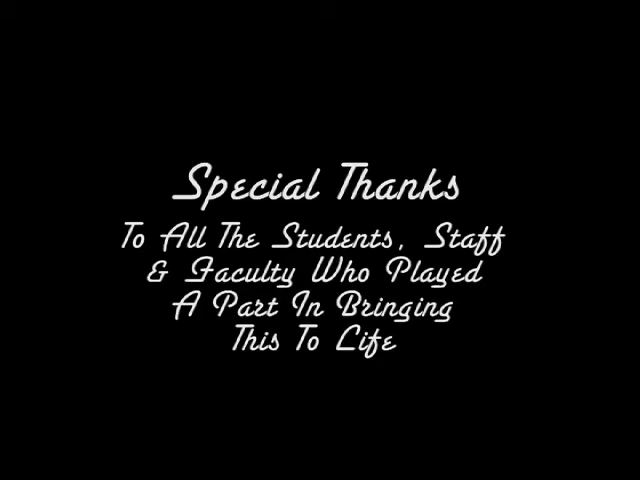 Special Thanks
To All The Students, Staff
& Faculty Who Played
A Part In Bringing
This To Life